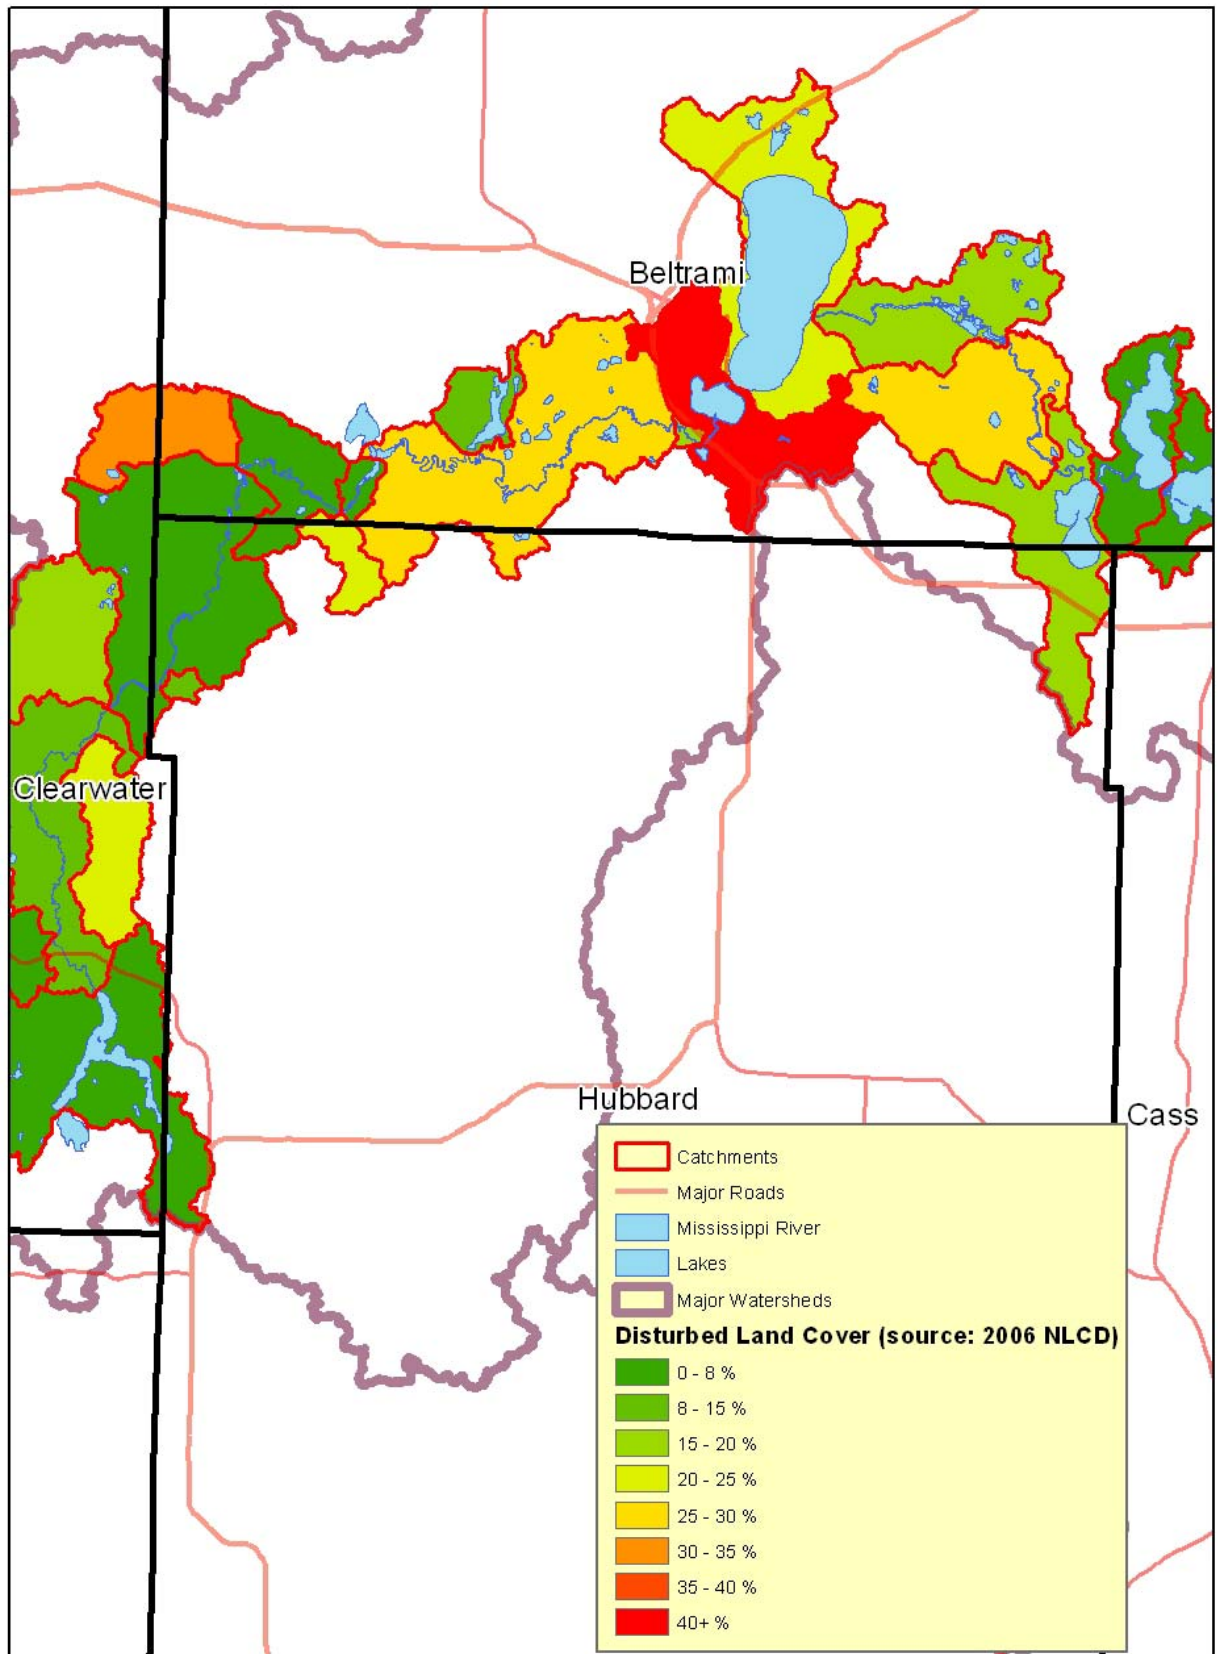 Beltrami
Clearwater
Hubbard
Cass
Catchments
Major Roads
Mississippi River
Lakes
Major Watersheds
Disturbed Land Cover (source: 2006 NLCD)
0 - 8 %
8 - 15 %
15 - 20 %
20 - 25 %
25 - 30 %
30 - 35 %
35 - 40 %
40+ %